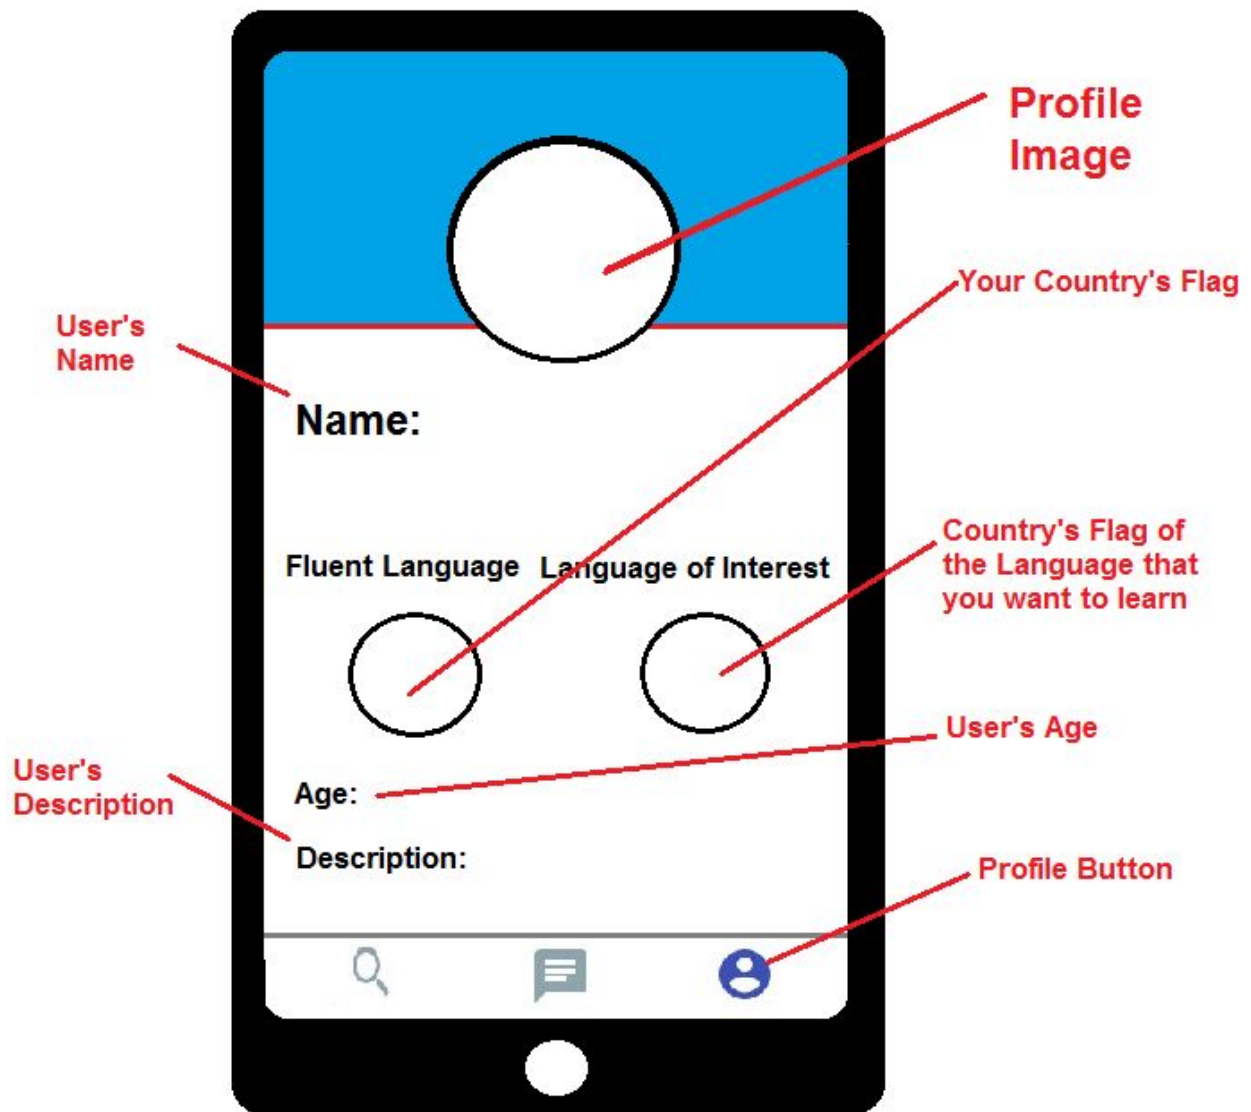 Profile
Image
Your Country's Flag
User's
Name
Name:
Fluent Language
Language of Interest
Country's Flag of
the Language that
you want to learn
User's Age
User's
Description
Age:
Description:
Profile Button